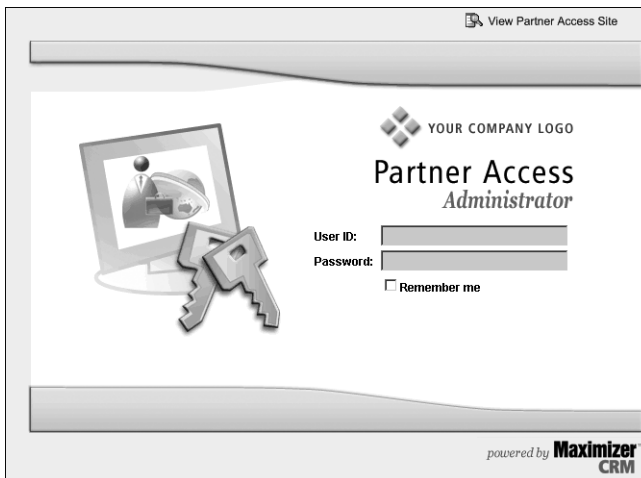 View Partner Access Site
YOUR COMPANY LOGO
Partner Access
Administrator
User ID:
Password:
Remember me
powered by Maximizer
CRM